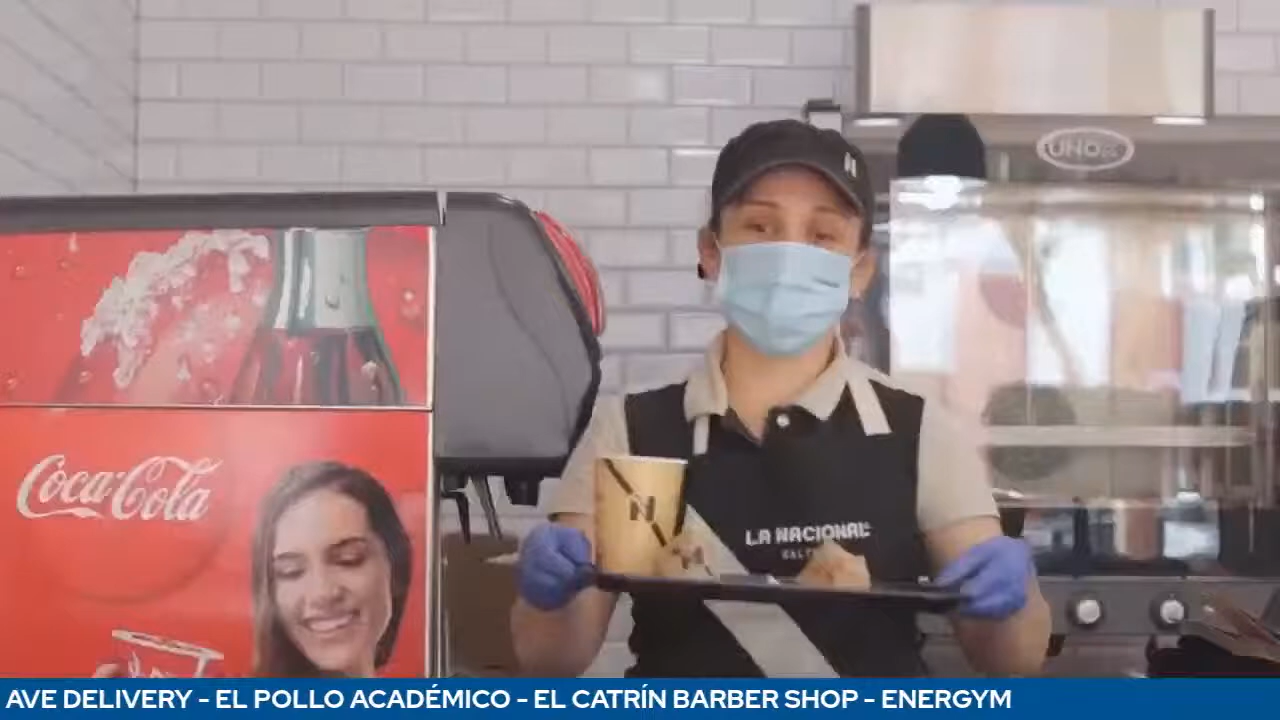 UNOX
N
Coca-Cola
N
LA NACIONAL
AVE DELIVERY - EL POLLO ACADÉMICO - EL CATRÍN BARBER SHOP - ENERGYM